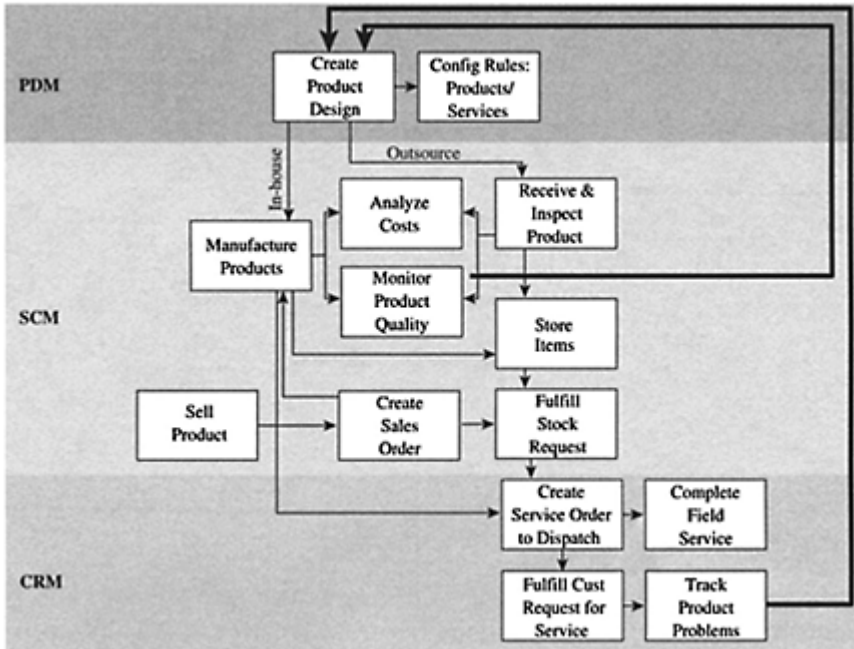 PDM
Create
Product
Design
Config Rules:
Products/
Services
In-house
Outsource
SCM
Manufacture
Products
Analyze
Costs
Receive &
Inspect
Product
Monitor
Product
Quality
Store
Items
Sell
Product
Create
Sales
Order
Fulfill
Stock
Request
CRM
Create
Service Order
to Dispatch
Complete
Field
Service
Fulfill Cust
Request for
Service
Track
Product
Problems